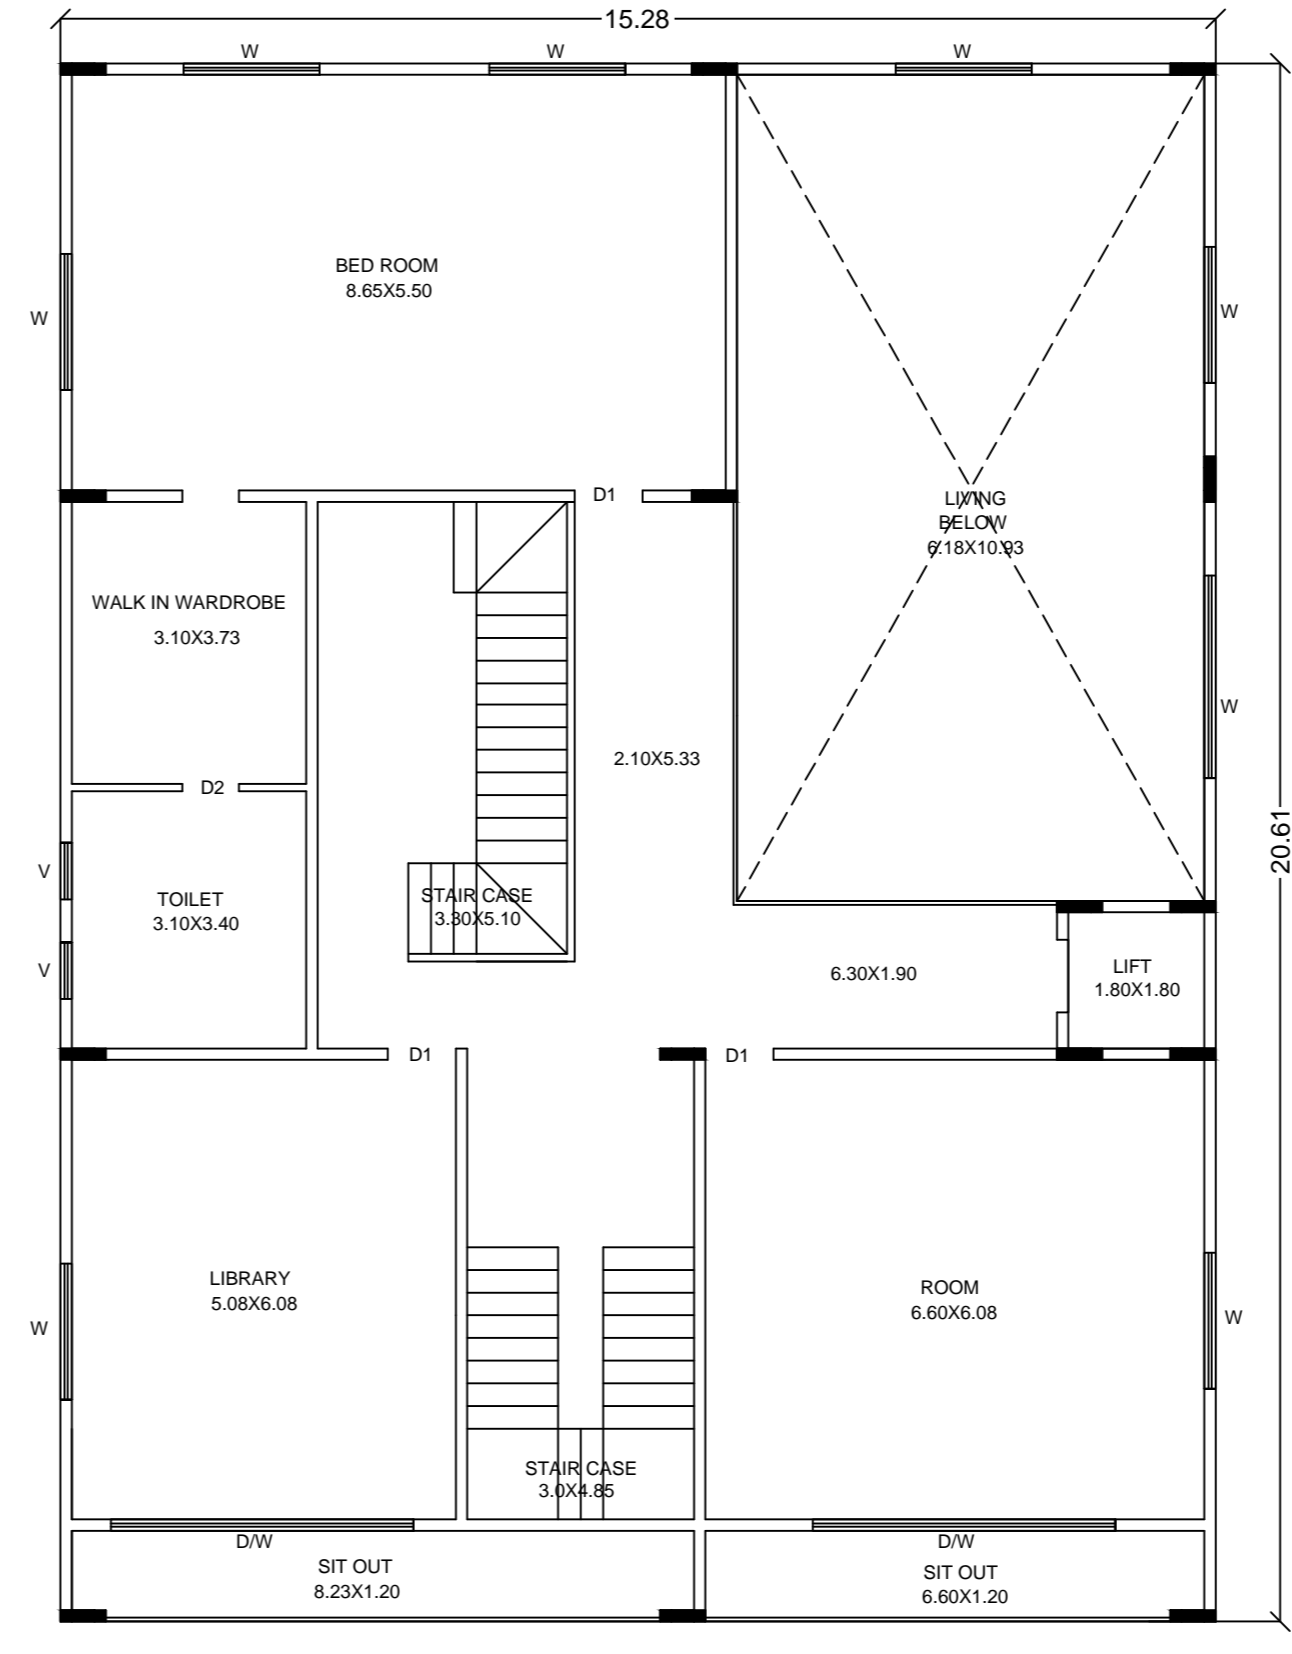 15.28
W
W
W
BED ROOM
8.65X5.50
W
W
D1
LIVING
BELOW
6.18X10.93
WALK IN WARDROBE
3.10X3.73
W
2.10X5.33
D2
20.61
V
TOILET
3.10X3.40
STAIR CASE
3.30X5.10
V
6.30X1.90
LIFT
1.80X1.80
D1
D1
LIBRARY
5.08X6.08
ROOM
6.60X6.08
W
W
STAIR CASE
3.0X4.85
D/W
D/W
SIT OUT
8.23X1.20
SIT OUT
6.60X1.20